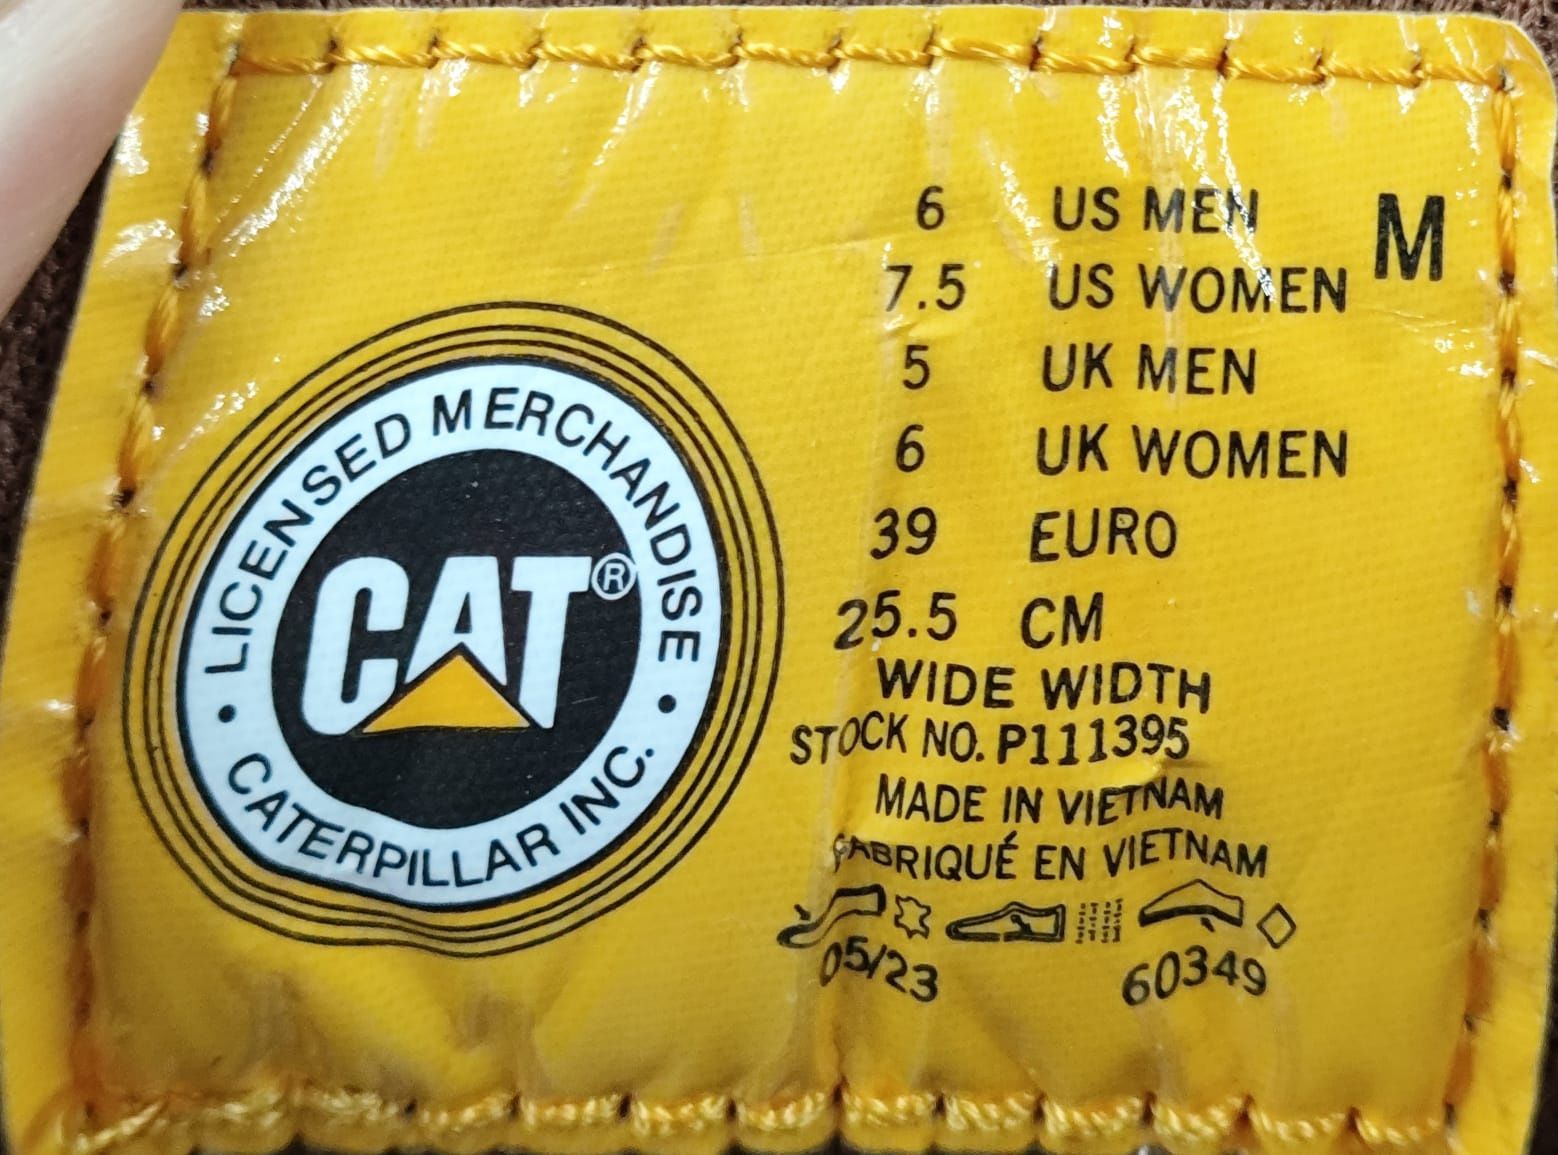 LICENSED MERCHANDISE
CAT®
CATERPILLAR INC.
6 US MEN M
7.5 US WOMEN
5 UK MEN
6 UK WOMEN
39 EURO
25.5 CM
WIDE WIDTH
STOCK NO. P111395
MADE IN VIETNAM
FABRIQUÉ EN VIETNAM
05/23 60349